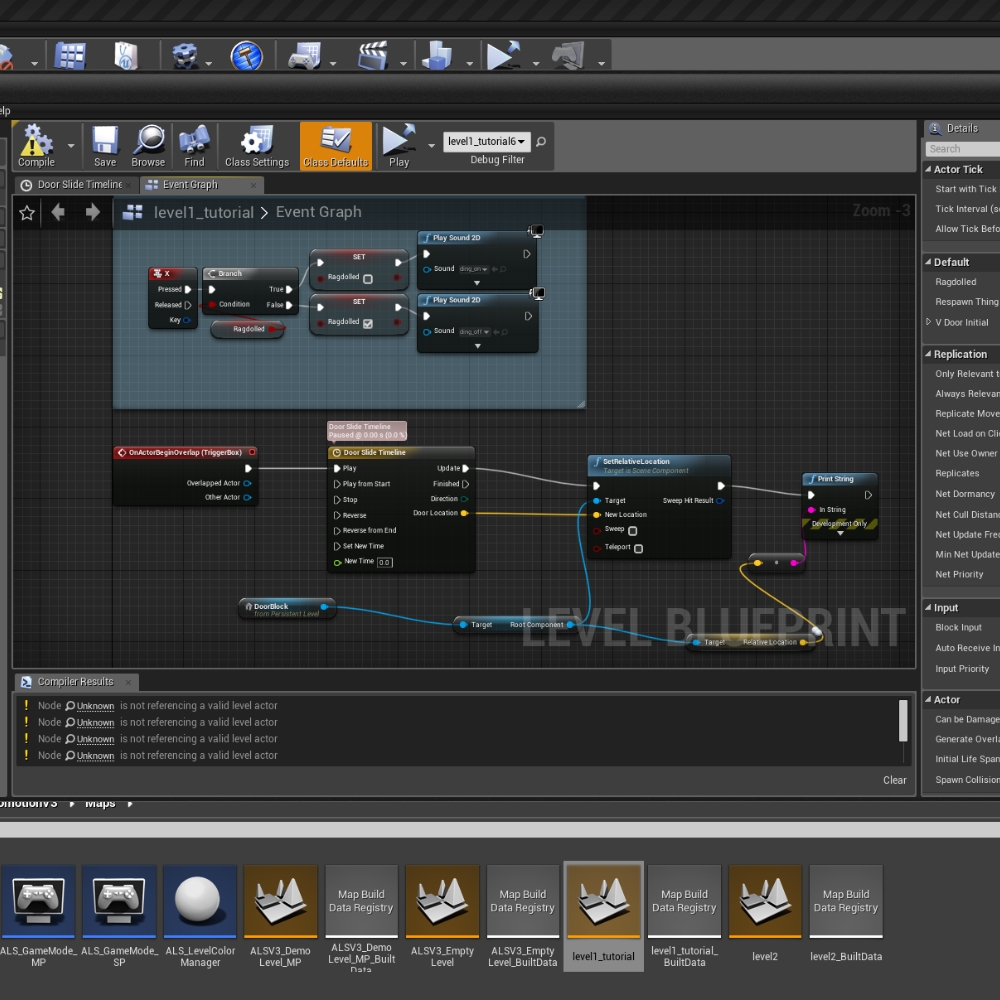 elp
Compile
Save
Browse
Find
Class Settings
Class Defaults
Play
level1_tutorial6
Debug Filter
Door Slide Timeline
Event Graph
level1_tutorial > Event Graph
Zoom -3
X
Pressed
Released
Key
Branch
True
Condition
False
Ragdolled
SET
Ragdolled
SET
Ragdolled
Play Sound 2D
Sound
ding_on
Play Sound 2D
Sound
ding_off
OnActorBeginOverlap (TriggerBox)
Overlapped Actor
Other Actor
Door Slide Timeline
Paused @ 0.00 s (0.0 %)
Door Slide Timeline
Play
Update
Play from Start
Finished
Stop
Direction
Reverse
Door Location
Reverse from End
Set New Time
New Time 0.0
SetRelativeLocation
Target is Scene Component
Target
Sweep Hit Result
New Location
Sweep
Teleport
Print String
In String
Development Only
DoorBlock
from Persistent Level
Target
Root Component
Target
Relative Location
LEVEL BLUEPRINT
Compiler Results
! Node Unknown is not referencing a valid level actor
! Node Unknown is not referencing a valid level actor
! Node Unknown is not referencing a valid level actor
! Node Unknown is not referencing a valid level actor
Clear
Details
Search
Actor Tick
Start with Tick
Tick Interval (se
Allow Tick Befo
Default
Ragdolled
Respawn Thing
V Door Initial
Replication
Only Relevant t
Always Relevan
Replicate Move
Net Load on Cli
Net Use Owner
Replicates
Net Dormancy
Net Cull Distanc
Net Update Freq
Min Net Update
Net Priority
Input
Block Input
Auto Receive In
Input Priority
Actor
Can be Damage
Generate Overla
Initial Life Span
Spawn Collision
omotionV3
Maps
ALS_GameMode_
MP
ALS_GameMode_
SP
ALS_LevelColor
Manager
ALSV3_Demo
Level_MP
Map Build
Data Registry
ALSV3_Demo
Level_MP_Built
Data
ALSV3_Empty
Level
Map Build
Data Registry
ALSV3_Empty
Level_BuiltData
level1_tutorial
Map Build
Data Registry
level1_tutorial_
BuiltData
level2
Map Build
Data Registry
level2_BuiltData